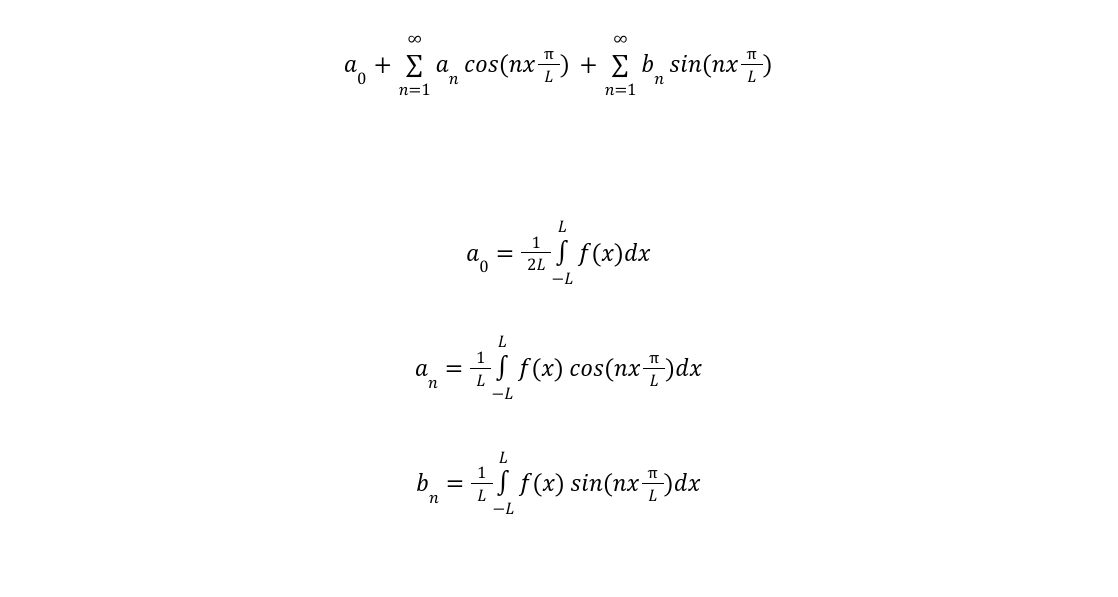 a₀ + ∞∑n=1 aₙ cos(nx π/L) + ∞∑n=1 bₙ sin(nx π/L)
a₀ = 1/2L ∫−L^L f(x)dx
aₙ = 1/L ∫−L^L f(x) cos(nx π/L)dx
bₙ = 1/L ∫−L^L f(x) sin(nx π/L)dx